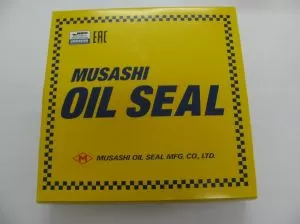 EAC
MUSASHI
OIL SEAL
M MUSASHI OIL SEAL MFG. CO., LTD.